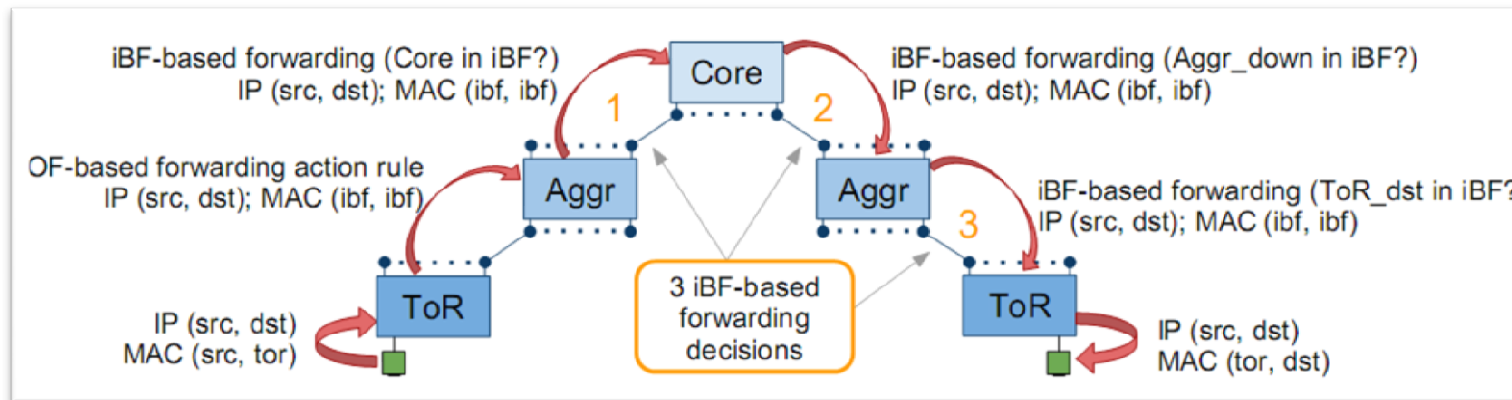 iBF-based forwarding (Core in iBF?)
IP (src, dst); MAC (ibf, ibf)
1
Core
2
iBF-based forwarding (Aggr_down in iBF?)
IP (src, dst); MAC (ibf, ibf)
OF-based forwarding action rule
IP (src, dst); MAC (ibf, ibf)
Aggr
Aggr
iBF-based forwarding (ToR_dst in iBF?
IP (src, dst); MAC (ibf, ibf)
3
3 iBF-based
forwarding
decisions
ToR
ToR
IP (src, dst)
MAC (src, tor)
IP (src, dst)
MAC (tor, dst)